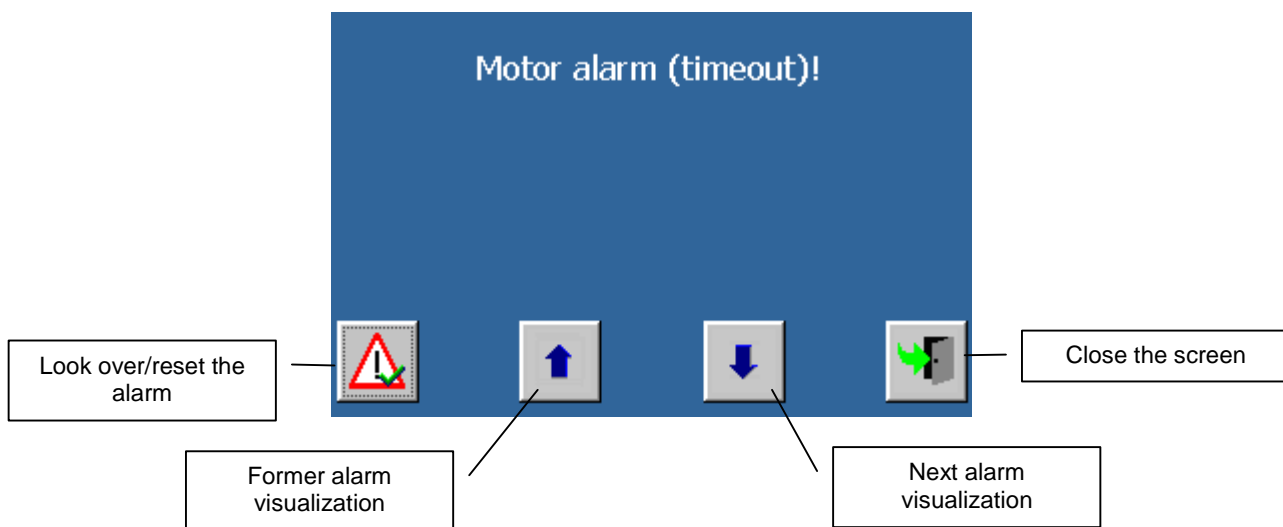 Motor alarm (timeout)!
Look over/reset the
alarm
Close the screen
Former alarm
visualization
Next alarm
visualization